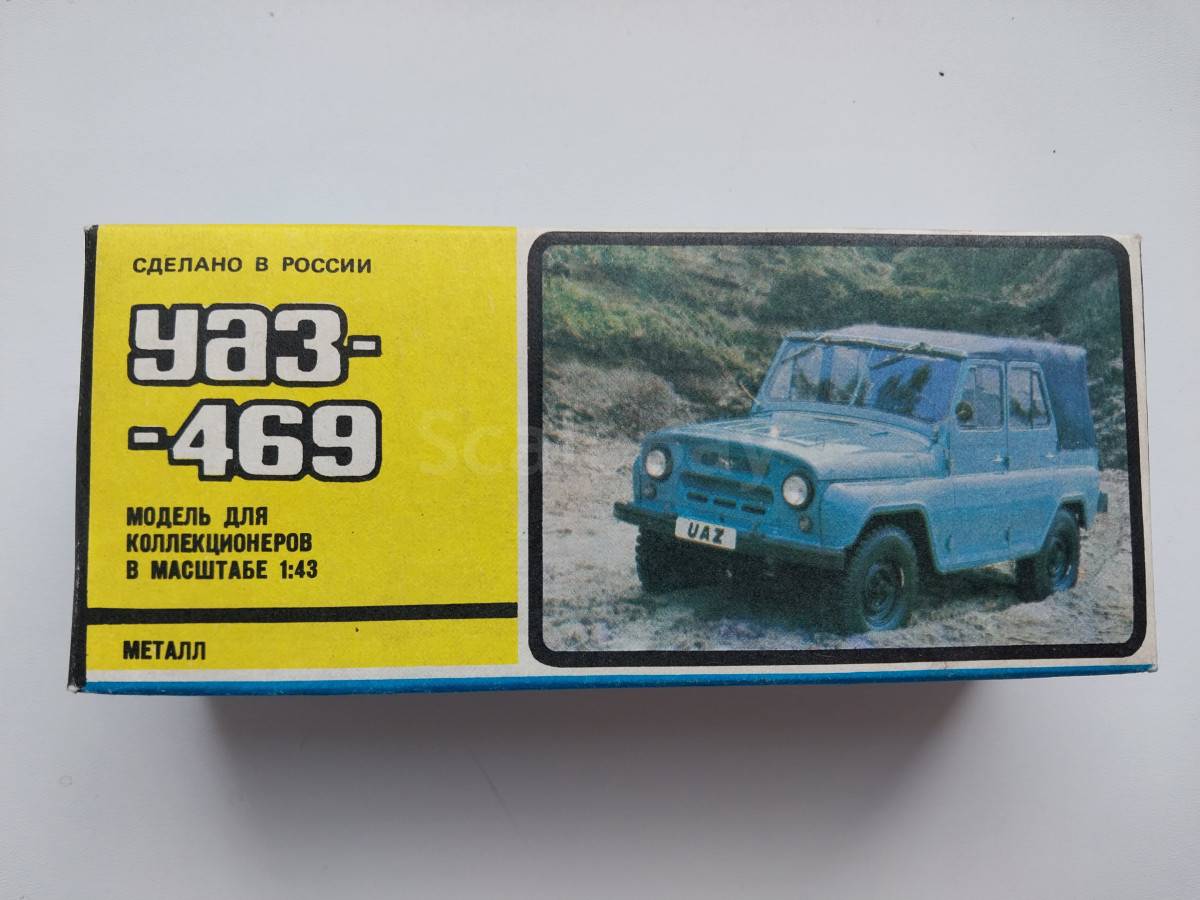 СДЕЛАНО В РОССИИ
УАЗ-
-469
МОДЕЛЬ ДЛЯ
КОЛЛЕКЦИОНЕРОВ
В МАСШТАБЕ 1:43
МЕТАЛЛ
UAZ